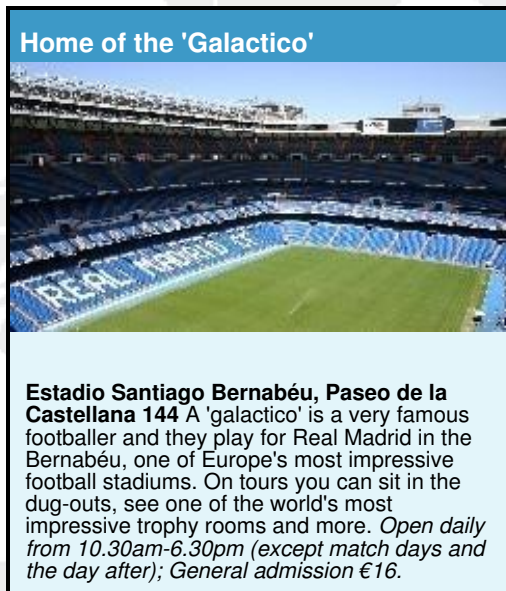 Home of the 'Galactico'
REAL MADRID
Estadio Santiago Bernabéu, Paseo de la
Castellana 144 A 'galactico' is a very famous
footballer and they play for Real Madrid in the
Bernabéu, one of Europe's most impressive
football stadiums. On tours you can sit in the
dug-outs, see one of the world's most
impressive trophy rooms and more. Open daily
from 10.30am-6.30pm (except match days and
the day after); General admission €16.